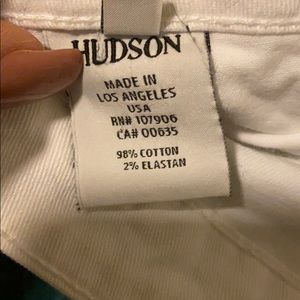 HUDSON
MADE IN
LOS ANGELES
USA
RN# 107906
CA# 00635
98% COTTON
2% ELASTAN